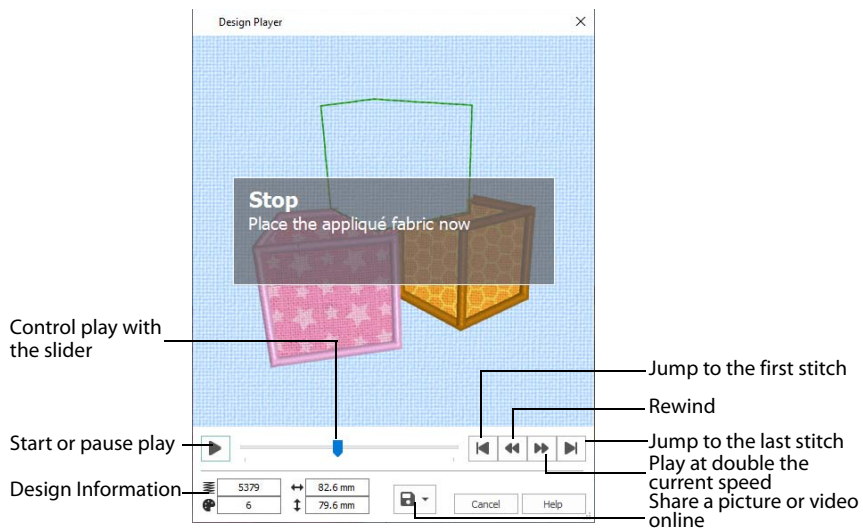 Design Player
Stop
Place the appliqué fabric now
Control play with
the slider
Jump to the first stitch
Rewind
Start or pause play
Jump to the last stitch
Play at double the
current speed
Design Information
5379
82.6 mm
6
79.6 mm
Cancel
Help
Share a picture or video
online